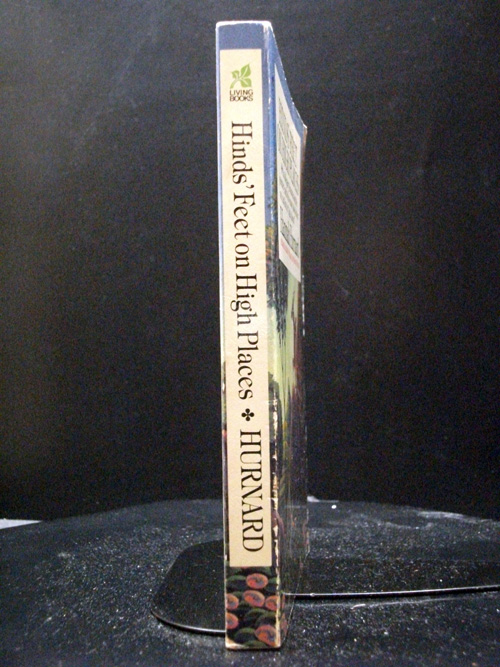 LIVING
BOOKS
Hinds' Feet on High Places ✤ HURNARD